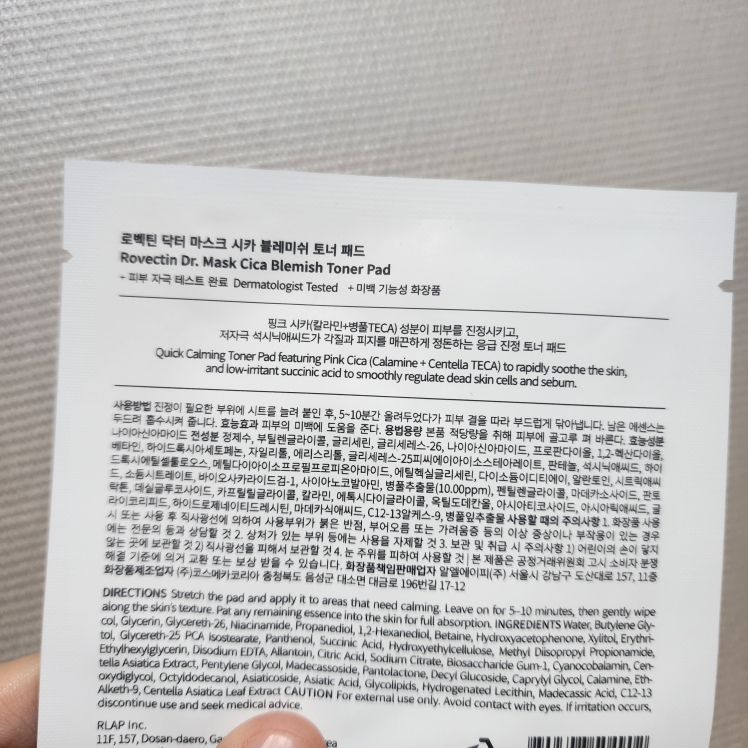 로벡틴 닥터 마스크 시카 블레미쉬 토너 패드
Rovectin Dr. Mask Cica Blemish Toner Pad
+ 피부 자극 테스트 완료 Dermatologist Tested + 미백 기능성 화장품
핑크 시카(칼라민+병풀TECA) 성분이 피부를 진정시키고,
저자극 석시닉애씨드가 각질과 피지를 매끈하게 정돈하는 응급 진정 토너 패드
Quick Calming Toner Pad featuring Pink Cica (Calamine + Centella TECA) to rapidly soothe the skin,
and low-irritant succinic acid to smoothly regulate dead skin cells and sebum.
사용방법 진정이 필요한 부위에 시트를 늘려 붙인 후, 5~10분간 올려두었다가 피부 결을 따라 부드럽게 닦아냅니다. 남은 에센스는
두드려 흡수시켜 줍니다. 효능효과 피부의 미백에 도움을 준다. 용법용량 본품 적당량을 취해 피부에 골고루 펴 바른다. 효능성분
나이아신아마이드 전성분 정제수, 부틸렌글라이콜, 글리세린, 글리세레스-26, 나이아신아마이드, 프로판다이올, 1,2-헥산다이올,
베타인, 하이드록시아세토페논, 자일리톨, 에리스리톨, 글리세레스-25피씨에이아이소스테아레이트, 판테놀, 석시닉애씨드, 하이
드록시에틸셀룰로오스, 메틸다이아이소프로필프로피온아마이드, 에틸헥실글리세린, 다이소듐이디티에이, 알란토인, 시트릭애씨
드, 소듐시트레이트, 바이오사카라이드검-1, 사이아노코발아민, 병풀추출물(10.00ppm), 펜틸렌글라이콜, 마데카소사이드, 판토
락톤, 데실글루코사이드, 카프릴릴글라이콜, 칼라민, 에톡시다이글라이콜, 옥틸도데칸올, 아시아티코사이드, 아시아틱애씨드, 글
라이코리피드, 하이드로제네이티드레시틴, 마데카식애씨드, C12-13알케스-9, 병풀잎추출물 사용할 때의 주의사항 1. 화장품 사용
시 또는 사용 후 직사광선에 의하여 사용부위가 붉은 반점, 부어오름 또는 가려움증 등의 이상 증상이나 부작용이 있는 경우
에는 전문의 등과 상담할 것 2. 상처가 있는 부위 등에는 사용을 자제할 것 3. 보관 및 취급 시 주의사항 1) 어린이의 손이 닿지
않는 곳에 보관할 것 2) 직사광선을 피해서 보관할 것 4. 눈 주위를 피하여 사용할 것 | 본 제품은 공정거래위원회 고시 소비자 분쟁
해결 기준에 의거 교환 또는 보상 받을 수 있습니다. 화장품책임판매업자 알엘에이피(주) 서울시 강남구 도산대로 157, 11층
화장품제조업자 (주)코스메카코리아 충청북도 음성군 대소면 대금로 196번길 17-12
DIRECTIONS Stretch the pad and apply it to areas that need calming. Leave on for 5–10 minutes, then gently wipe
along the skin's texture. Pat any remaining essence into the skin for full absorption. INGREDIENTS Water, Butylene Gly-
col, Glycerin, Glycereth-26, Niacinamide, Propanediol, 1,2-Hexanediol, Betaine, Hydroxyacetophenone, Xylitol, Erythri-
tol, Glycereth-25 PCA Isostearate, Panthenol, Succinic Acid, Hydroxyethylcellulose, Methyl Diisopropyl Propionamide,
Ethylhexylglycerin, Disodium EDTA, Allantoin, Citric Acid, Sodium Citrate, Biosaccharide Gum-1, Cyanocobalamin, Cen-
tella Asiatica Extract, Pentylene Glycol, Madecassoside, Pantolactone, Decyl Glucoside, Caprylyl Glycol, Calamine, Eth-
oxydiglycol, Octyldodecanol, Asiaticoside, Asiatic Acid, Glycolipids, Hydrogenated Lecithin, Madecassic Acid, C12-13
Alketh-9, Centella Asiatica Leaf Extract CAUTION For external use only. Avoid contact with eyes. If irritation occurs,
discontinue use and seek medical advice.
RLAP Inc.
11F, 157, Dosan-daero, Ga